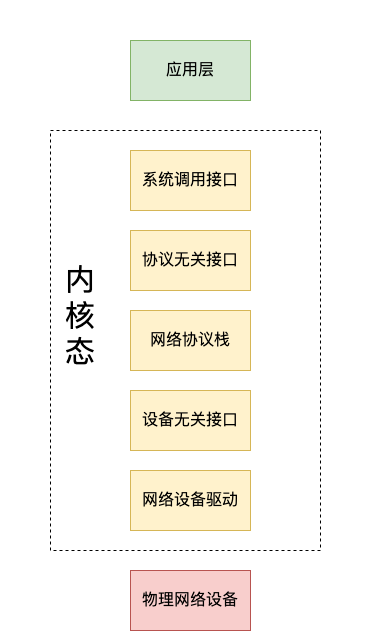 应用层
系统调用接口
协议无关接口
内
核
态
网络协议栈
设备无关接口
网络设备驱动
物理网络设备